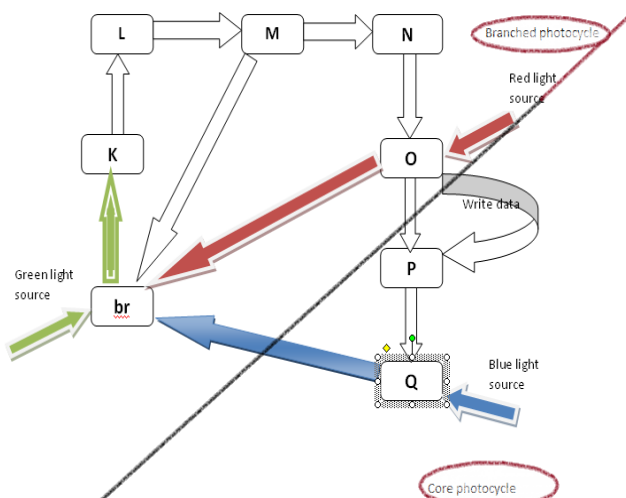 L
M
N
Branched photocycle
Red light
source
K
O
Write data
Green light
source
br
P
Q
Blue light
source
Core photocycle